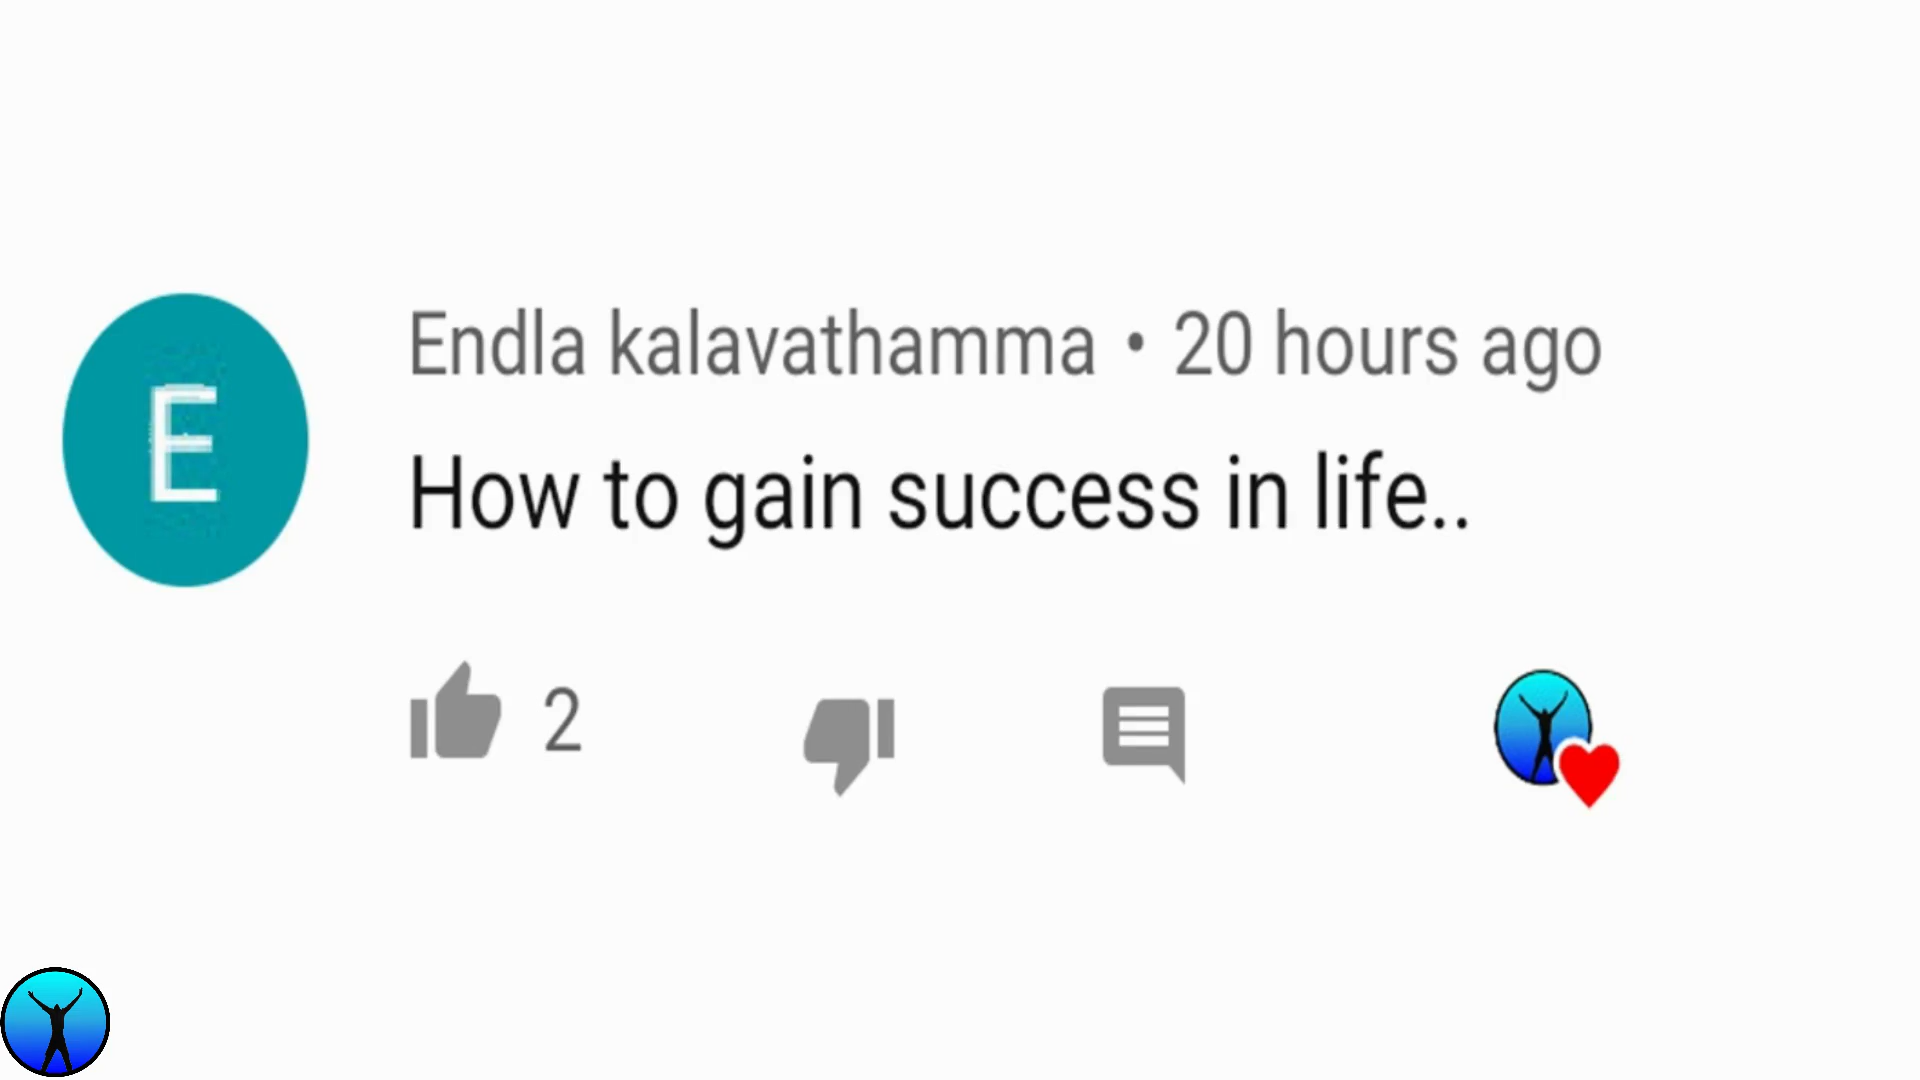 E
Endla kalavathamma • 20 hours ago
How to gain success in life..
2